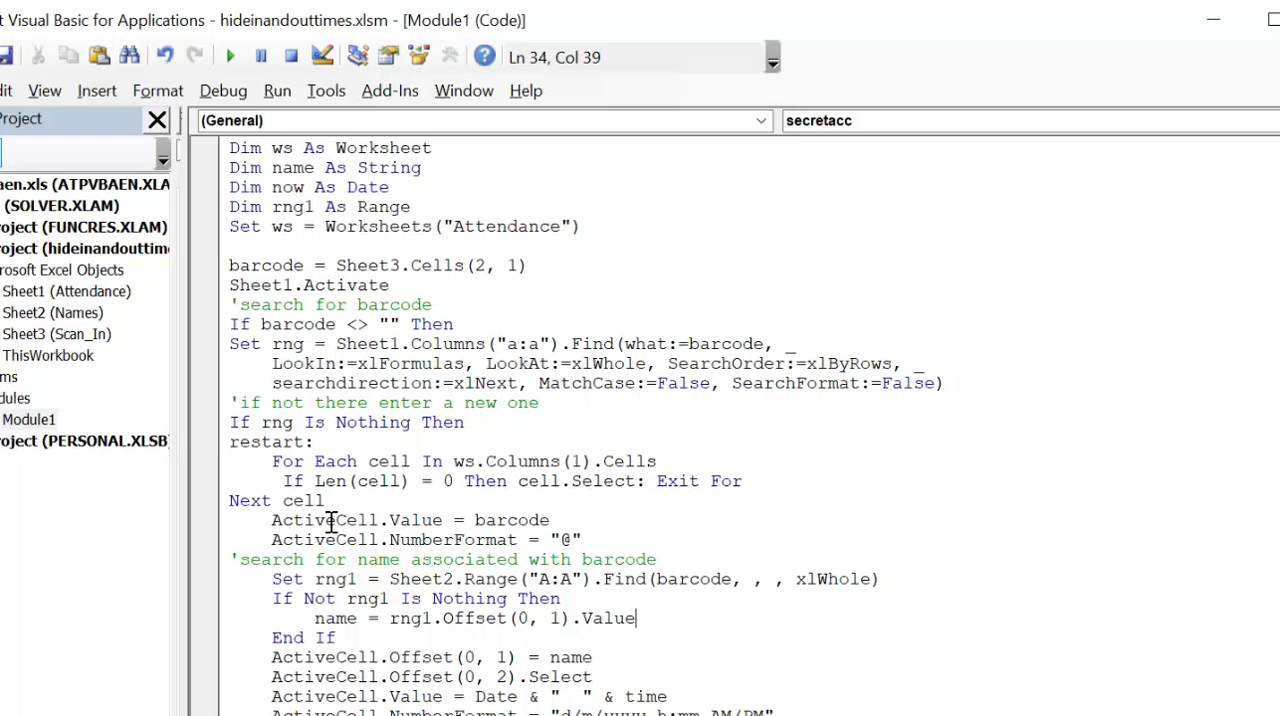 t Visual Basic for Applications - hideinandouttimes.xlsm - [Module1 (Code)]
Ln 34, Col 39
dit View Insert Format Debug Run Tools Add-Ins Window Help
Project
(General)
secretacc
aen.xls (ATPVBAEN.XLA
(SOLVER.XLAM)
roject (FUNCRES.XLAM)
roject (hideinandouttim
rosoft Excel Objects
Sheet1 (Attendance)
Sheet2 (Names)
Sheet3 (Scan_In)
ThisWorkbook
ms
dules
Module1
roject (PERSONAL.XLSB)
Dim ws As Worksheet
Dim name As String
Dim now As Date
Dim rng1 As Range
Set ws = Worksheets("Attendance")
barcode = Sheet3.Cells(2, 1)
Sheet1.Activate
'search for barcode
If barcode <> "" Then
Set rng = Sheet1.Columns("a:a").Find(what:=barcode, _
LookIn:=xlFormulas, LookAt:=xlWhole, SearchOrder:=xlByRows, _
searchdirection:=xlNext, MatchCase:=False, SearchFormat:=False)
'if not there enter a new one
If rng Is Nothing Then
restart:
For Each cell In ws.Columns(1).Cells
If Len(cell) = 0 Then cell.Select: Exit For
Next cell
ActiveCell.Value = barcode
ActiveCell.NumberFormat = "@"
'search for name associated with barcode
Set rng1 = Sheet2.Range("A:A").Find(barcode, , , xlWhole)
If Not rng1 Is Nothing Then
name = rng1.Offset(0, 1).Value
End If
ActiveCell.Offset(0, 1) = name
ActiveCell.Offset(0, 2).Select
ActiveCell.Value = Date & "  " & time
ActiveCell.NumberFormat = "d/m/yyyy h:mm AM/PM"